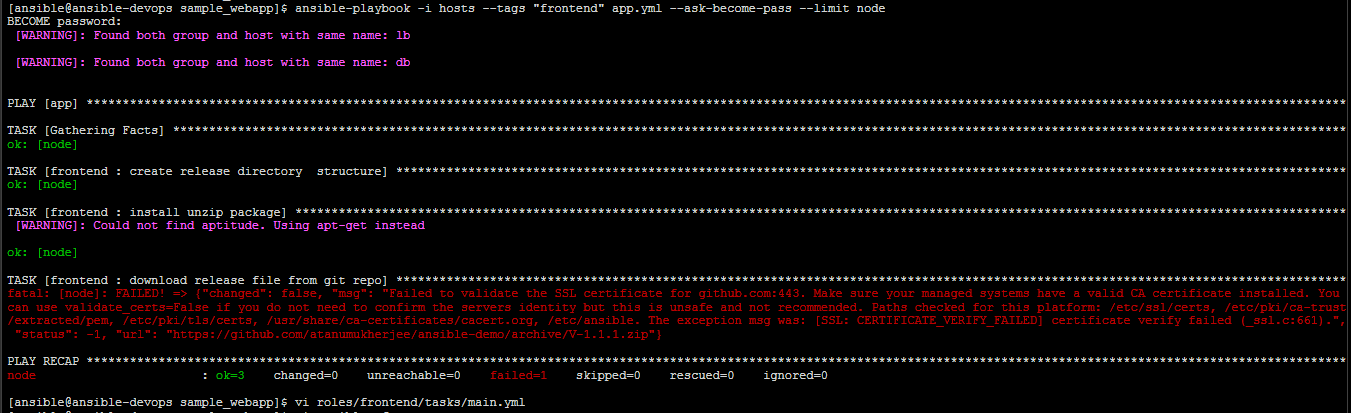 [ansible@ansible-devops sample_webapp]$ ansible-playbook -i hosts --tags "frontend" app.yml --ask-become-pass --limit node
BECOME password:
[WARNING]: Found both group and host with same name: lb
[WARNING]: Found both group and host with same name: db
PLAY [app] ******************************************************************************************************************************************************************************
TASK [Gathering Facts] ******************************************************************************************************************************************************************
ok: [node]
TASK [frontend : create release directory  structure] ***********************************************************************************************************************************
ok: [node]
TASK [frontend : install unzip package] *************************************************************************************************************************************************
[WARNING]: Could not find aptitude. Using apt-get instead
ok: [node]
TASK [frontend : download release file from git repo] ***********************************************************************************************************************************
fatal: [node]: FAILED! => {"changed": false, "msg": "Failed to validate the SSL certificate for github.com:443. Make sure your managed systems have a valid CA certificate installed. You
can use validate_certs=False if you do not need to confirm the servers identity but this is unsafe and not recommended. Paths checked for this platform: /etc/ssl/certs, /etc/pki/ca-trust
/extracted/pem, /etc/pki/tls/certs, /usr/share/ca-certificates/cacert.org, /etc/ansible. The exception msg was: [SSL: CERTIFICATE_VERIFY_FAILED] certificate verify failed (_ssl.c:661).",
"status": -1, "url": "https://github.com/atanumukherjee/ansible-demo/archive/V-1.1.1.zip"}
PLAY RECAP ******************************************************************************************************************************************************************************
node                       : ok=3    changed=0    unreachable=0    failed=1    skipped=0    rescued=0    ignored=0
[ansible@ansible-devops sample_webapp]$ vi roles/frontend/tasks/main.yml